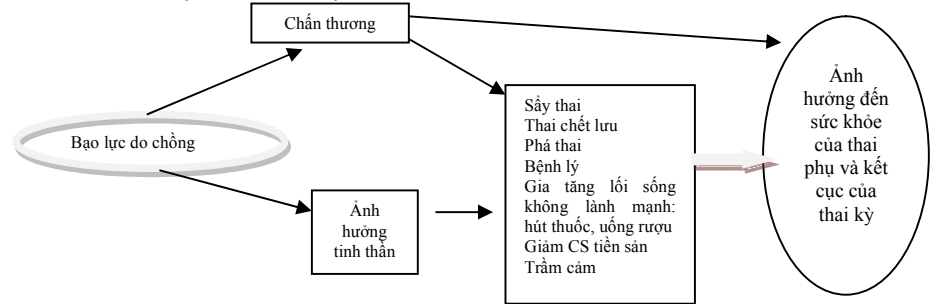 Chấn thương
Bạo lực do chồng
Ảnh
hưởng
tinh thần
Sẩy thai
Thai chết lưu
Phá thai
Bệnh lý
Gia tăng lối sống
không lành mạnh:
hút thuốc, uống rượu
Giảm CS tiền sản
Trầm cảm
Ảnh
hưởng đến
sức khỏe
của thai
phụ và kết
cục của
thai kỳ